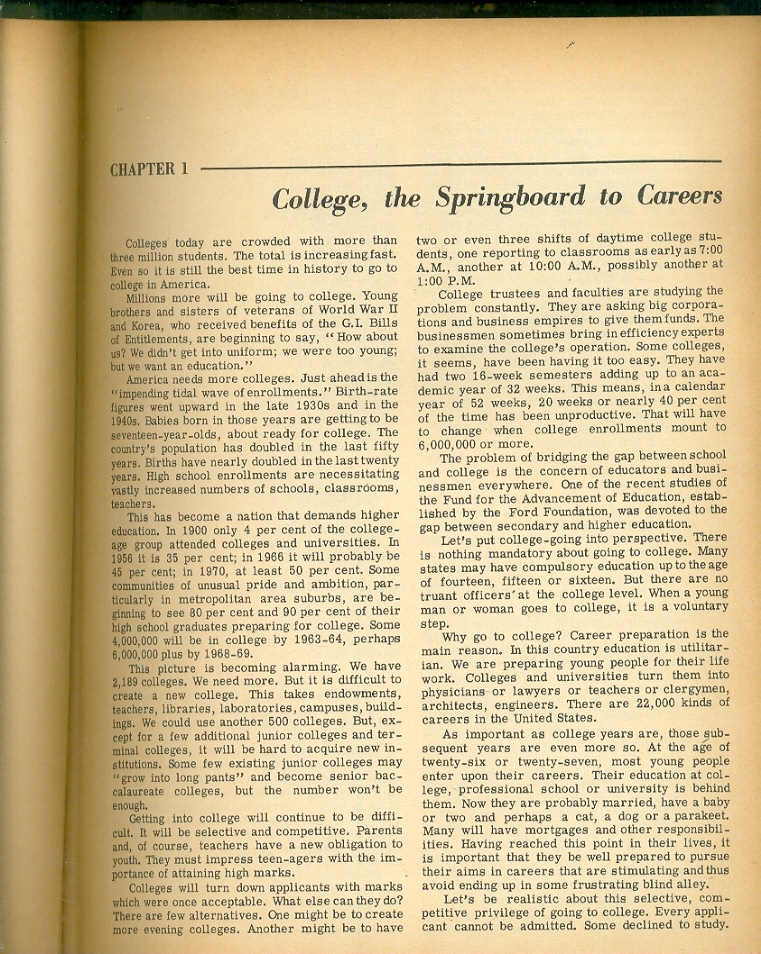 CHAPTER 1
College, the Springboard to Careers
Colleges today are crowded with more than
three million students. The total is increasing fast.
Even so it is still the best time in history to go to
college in America.
Millions more will be going to college. Young
brothers and sisters of veterans of World War II
and Korea, who received benefits of the G.I. Bills
of Entitlements, are beginning to say, "How about
us? We didn't get into uniform; we were too young;
but we want an education."
America needs more colleges. Just ahead is the
"impending tidal wave of enrollments." Birth-rate
figures went upward in the late 1930s and in the
1940s. Babies born in those years are getting to be
seventeen-year-olds, about ready for college. The
country's population has doubled in the last fifty
years. Births have nearly doubled in the last twenty
years. High school enrollments are necessitating
vastly increased numbers of schools, classrooms,
teachers.
This has become a nation that demands higher
education. In 1900 only 4 per cent of the college-
age group attended colleges and universities. In
1956 it is 35 per cent; in 1966 it will probably be
45 per cent; in 1970, at least 50 per cent. Some
communities of unusual pride and ambition, par-
ticularly in metropolitan area suburbs, are be-
ginning to see 80 per cent and 90 per cent of their
high school graduates preparing for college. Some
4,000,000 will be in college by 1963-64, perhaps
6,000,000 plus by 1968-69.
This picture is becoming alarming. We have
2,189 colleges. We need more. But it is difficult to
create a new college. This takes endowments,
teachers, libraries, laboratories, campuses, build-
ings. We could use another 500 colleges. But, ex-
cept for a few additional junior colleges and ter-
minal colleges, it will be hard to acquire new in-
stitutions. Some few existing junior colleges may
"grow into long pants" and become senior bac-
calaureate colleges, but the number won't be
enough.
Getting into college will continue to be diffi-
cult. It will be selective and competitive. Parents
and, of course, teachers have a new obligation to
youth. They must impress teen-agers with the im-
portance of attaining high marks.
Colleges will turn down applicants with marks
which were once acceptable. What else can they do?
There are few alternatives. One might be to create
more evening colleges. Another might be to have
two or even three shifts of daytime college stu-
dents, one reporting to classrooms as early as 7:00
A.M., another at 10:00 A.M., possibly another at
1:00 P.M.
College trustees and faculties are studying the
problem constantly. They are asking big corpora-
tions and business empires to give them funds. The
businessmen sometimes bring in efficiency experts
to examine the college's operation. Some colleges,
it seems, have been having it too easy. They have
had two 16-week semesters adding up to an aca-
demic year of 32 weeks. This means, in a calendar
year of 52 weeks, 20 weeks or nearly 40 per cent
of the time has been unproductive. That will have
to change when college enrollments mount to
6,000,000 or more.
The problem of bridging the gap between school
and college is the concern of educators and busi-
nessmen everywhere. One of the recent studies of
the Fund for the Advancement of Education, estab-
lished by the Ford Foundation, was devoted to the
gap between secondary and higher education.
Let's put college-going into perspective. There
is nothing mandatory about going to college. Many
states may have compulsory education up to the age
of fourteen, fifteen or sixteen. But there are no
truant officers at the college level. When a young
man or woman goes to college, it is a voluntary
step.
Why go to college? Career preparation is the
main reason. In this country education is utilitar-
ian. We are preparing young people for their life
work. Colleges and universities turn them into
physicians or lawyers or teachers or clergymen,
architects, engineers. There are 22,000 kinds of
careers in the United States.
As important as college years are, those sub-
sequent years are even more so. At the age of
twenty-six or twenty-seven, most young people
enter upon their careers. Their education at col-
lege, professional school or university is behind
them. Now they are probably married, have a baby
or two and perhaps a cat, a dog or a parakeet.
Many will have mortgages and other responsibil-
ities. Having reached this point in their lives, it
is important that they be well prepared to pursue
their aims in careers that are stimulating and thus
avoid ending up in some frustrating blind alley.
Let's be realistic about this selective, com-
petitive privilege of going to college. Every appli-
cant cannot be admitted. Some declined to study.